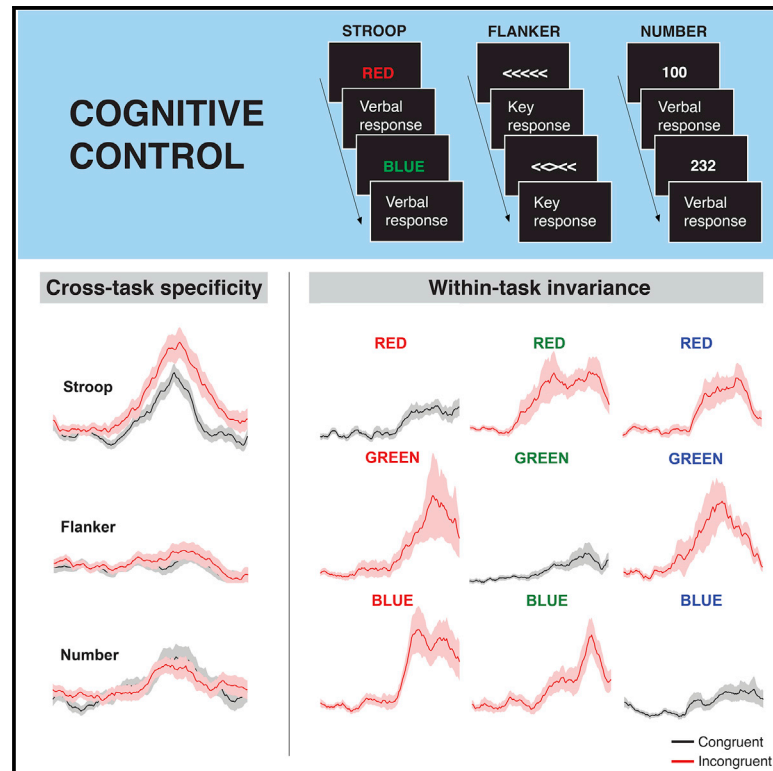 STROOP FLANKER NUMBER
COGNITIVE
CONTROL
RED
Verbal
response
BLUE
Verbal
response
<<<<<
Key
response
<<><<
Key
response
100
Verbal
response
232
Verbal
response
Cross-task specificity
Within-task invariance
Stroop
Flanker
Number
RED RED RED
GREEN GREEN GREEN
BLUE BLUE BLUE
Congruent
Incongruent